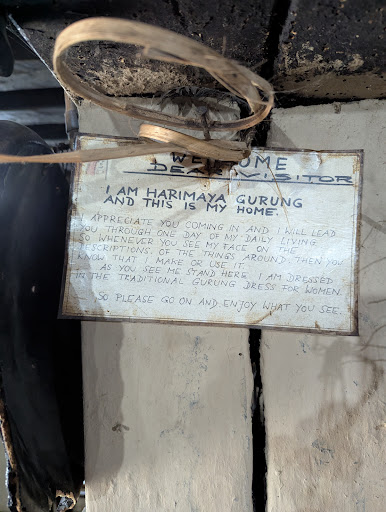 WELCOME
DEAR VISITOR
I AM HARIMAYA GURUNG
AND THIS IS MY HOME.
I APPRECIATE YOU COMING IN AND I WILL LEAD
YOU THROUGH ONE DAY OF MY DAILY LIVING.
SO WHENEVER YOU SEE MY FACE ON THE
DESCRIPTIONS. OF THE THINGS AROUND. THEN YOU
KNOW THAT I MAKE OR USE IT.
AS YOU SEE ME STAND HERE I AM DRESSED
IN THE TRADITIONAL GURUNG DRESS FOR WOMEN.
SO PLEASE GO ON AND ENJOY WHAT YOU SEE.